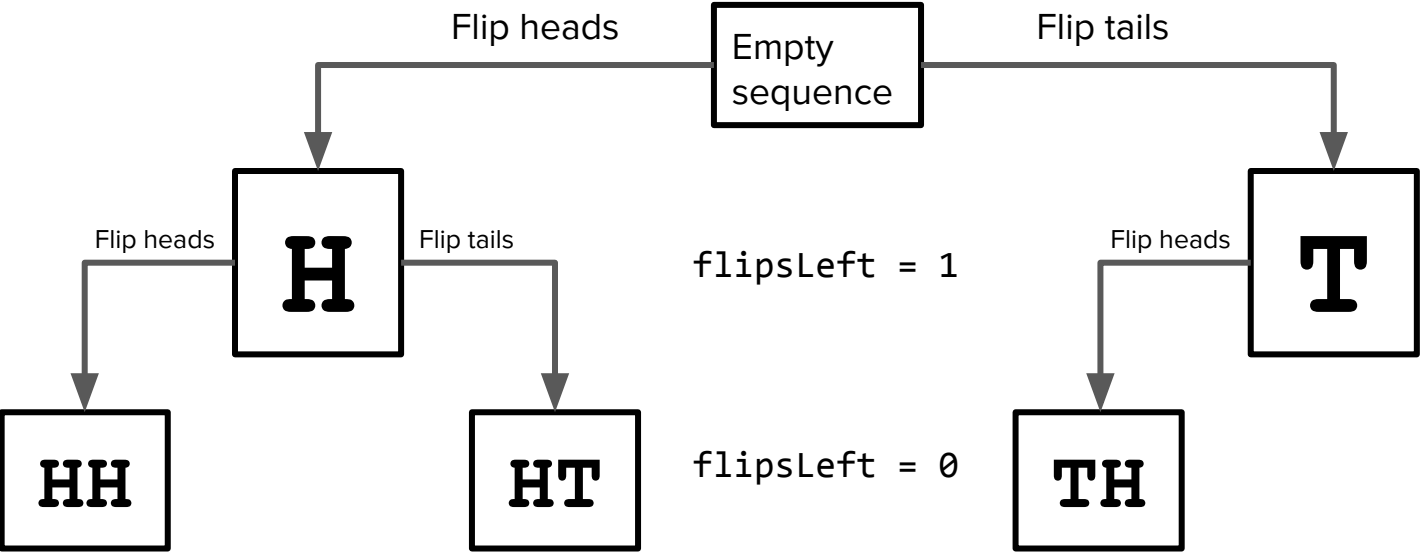 Flip heads
Empty
sequence
Flip tails
H
Flip heads
Flip tails
flipsLeft = 1
Flip heads
T
HH
HT
flipsLeft = 0
TH